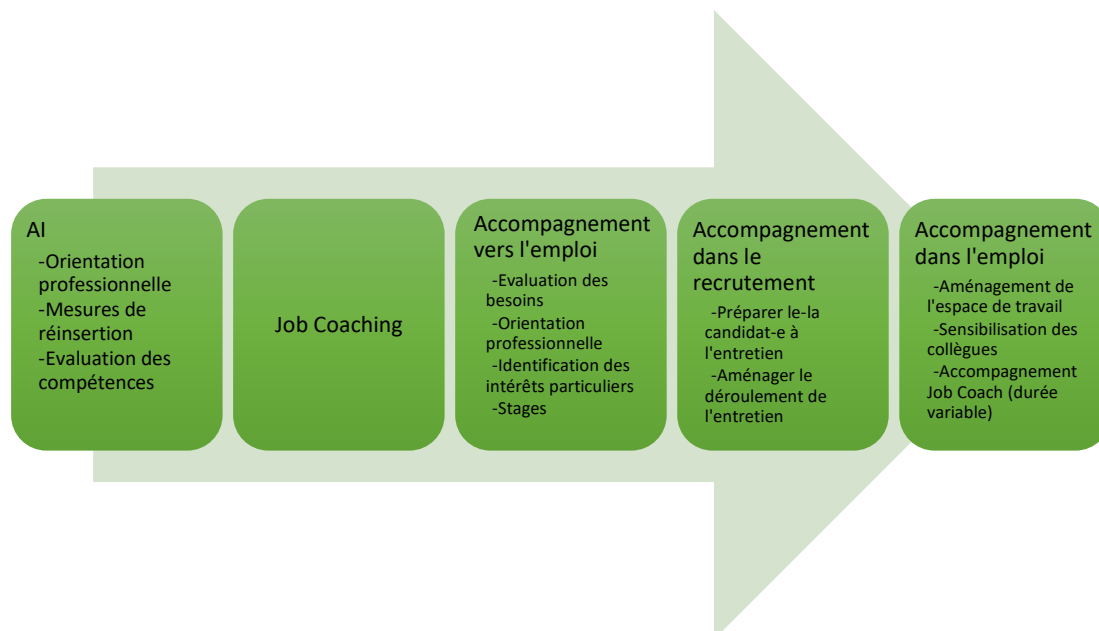 AI
-Orientation
professionnelle
-Mesures de
réinsertion
-Evaluation des
compétences
Job Coaching
Accompagnement
vers l'emploi
-Evaluation des
besoins
-Orientation
professionnelle
-Identification des
intérêts particuliers
-Stages
Accompagnement
dans le
recrutement
-Préparer le-la
candidat-e à
l'entretien
-Aménager le
déroulement de
l'entretien
Accompagnement
dans l'emploi
-Aménagement de
l'espace de travail
-Sensibilisation des
collègues
-Accompagnement
Job Coach (durée
variable)